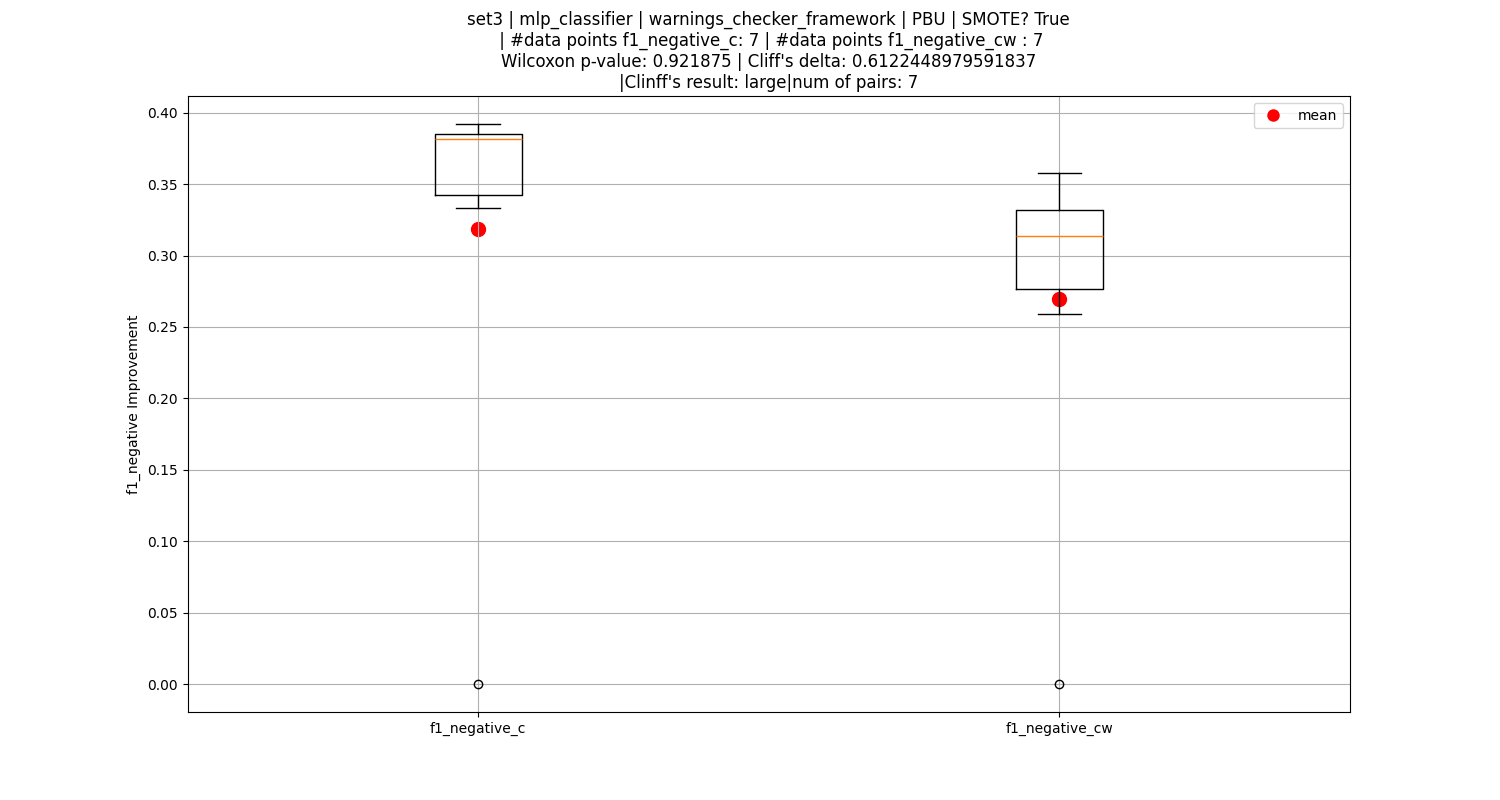 set3 | mlp_classifier | warnings_checker_framework | PBU | SMOTE? True
| #data points f1_negative_c: 7 | #data points f1_negative_cw : 7
Wilcoxon p-value: 0.921875 | Cliff's delta: 0.6122448979591837
|Clinff's result: large|num of pairs: 7
mean
0.40
0.35
0.30
0.25
0.20
0.15
0.10
0.05
0.00
f1_negative Improvement
f1_negative_c
f1_negative_cw